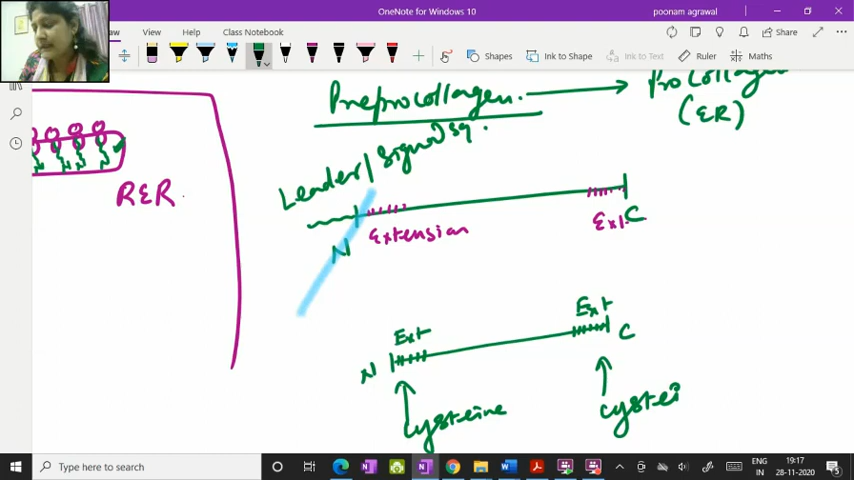 OneNote for Windows 10
poonam agrawal
aw
View
Help
Class Notebook
Share
Shapes
Ink to Shape
Ink to Text
Ruler
Maths
Preprocollagen.
Procollagen
(ER)
Leader/Signal sq.
RER
N
Extension
Ext
C
Ext
Ext
N
C
cysteine
cystei
Type here to search
ENG
19:17
IN
28-11-2020
5